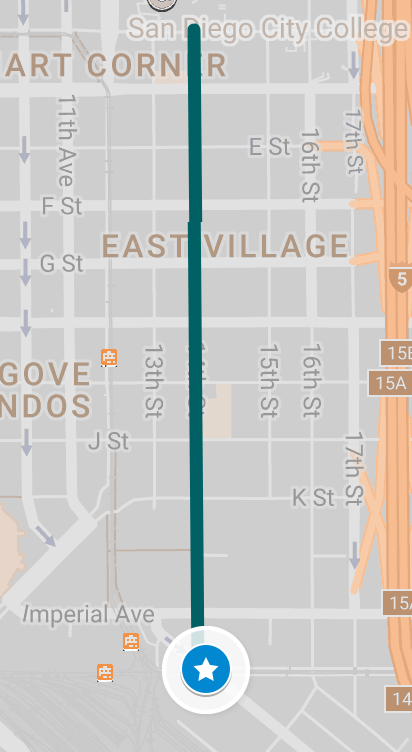 San Diego City College
ART CORNER
11th Ave
E St
16th St
17th St
F St
EAST VILLAGE
G St
5
15B
15A
GOVE
NDOS
13th St
15th St
16th St
J St
17th St
K St
15A
Imperial Ave
14